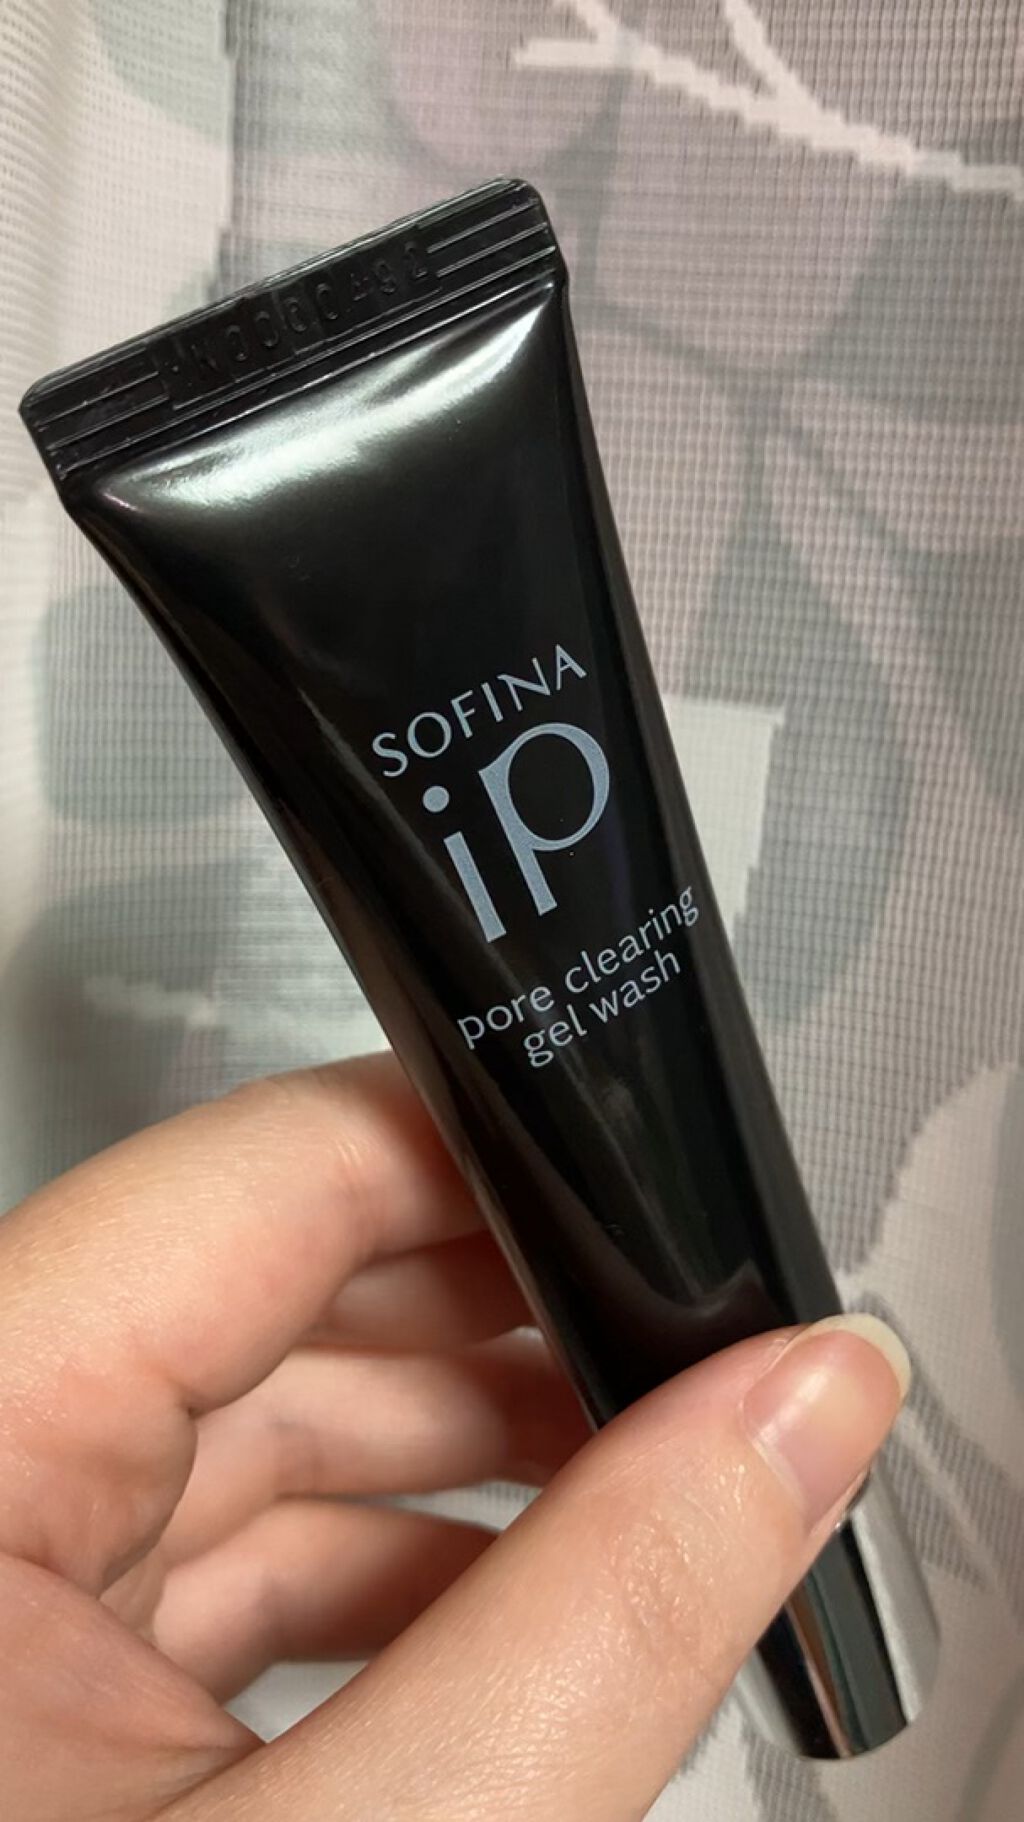 SOFINA
ip
pore clearing
gel wash